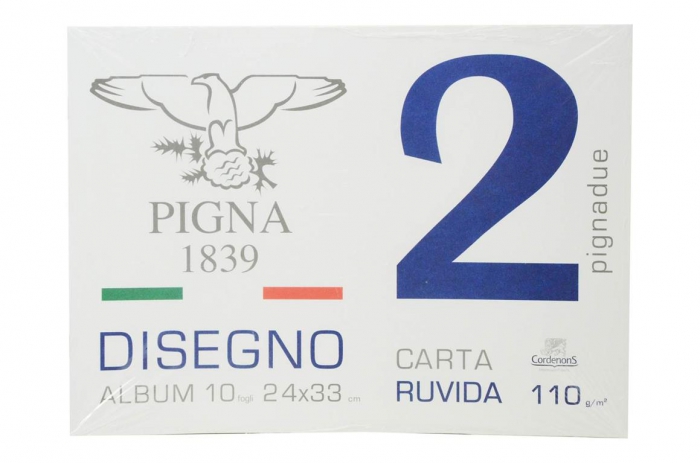 PIGNA
1839
2
pignadue
DISEGNO
ALBUM 10 fogli 24x33 cm
CARTA
RUVIDA 110 g/m²
CordenonS